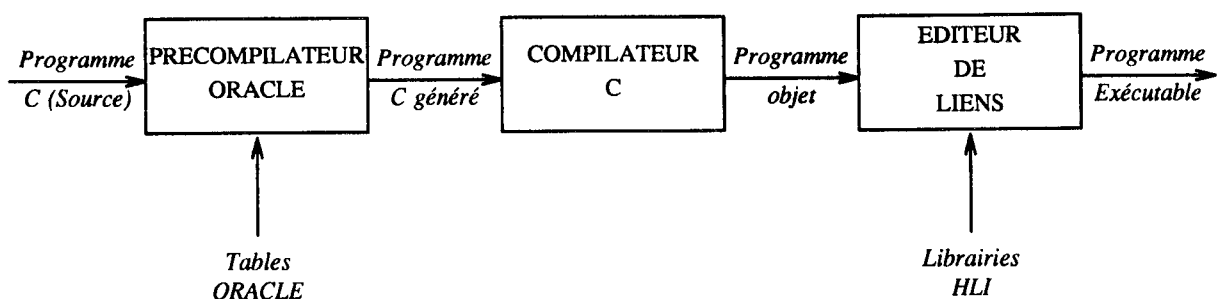 Programme
C (Source)
PRECOMPILATEUR
ORACLE
Programme
C généré
COMPILATEUR
C
Programme
objet
EDITEUR
DE
LIENS
Programme
Exécutable
Tables
ORACLE
Librairies
HLI